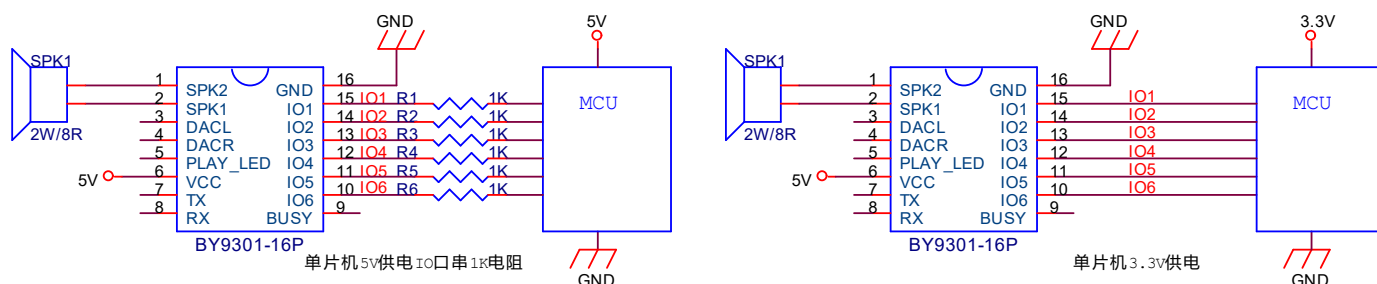 GND
5V
SPK1
1
SPK2
GND
16
2
SPK1
IO1
15
IO1
R1
1K
MCU
3
DACL
IO2
14
IO2
R2
1K
2W/8R
4
DACR
IO3
13
IO3
R3
1K
5
PLAY_LED
IO4
12
IO4
R4
1K
5V
6
VCC
IO5
11
IO5
R5
1K
7
TX
IO6
10
IO6
R6
1K
8
RX
BUSY
9
BY9301-16P
单片机5V供电IO口串1K电阻
GND
GND
3.3V
SPK1
1
SPK2
GND
16
2
SPK1
IO1
15
IO1
MCU
3
DACL
IO2
14
IO2
2W/8R
4
DACR
IO3
13
IO3
5
PLAY_LED
IO4
12
IO4
5V
6
VCC
IO5
11
IO5
7
TX
IO6
10
IO6
8
RX
BUSY
9
BY9301-16P
单片机3.3V供电
GND